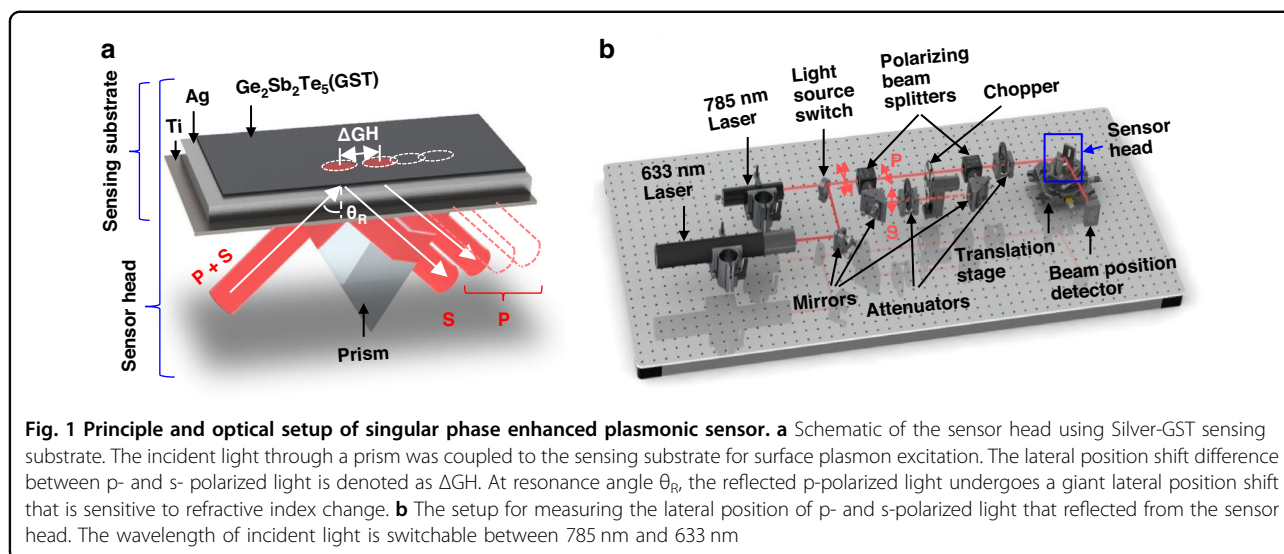 a
Ge₂Sb₂Te₅(GST)
Ag
Ti
ΔGH
θR
Sensing substrate
Sensor head
P + S
S
P
Prism
b
785 nm
Laser
633 nm
Laser
Light
source
switch
Polarizing
beam
splitters
Chopper
Sensor
head
P
S
Mirrors
Attenuators
Translation
stage
Beam position
detector
Fig. 1 Principle and optical setup of singular phase enhanced plasmonic sensor. a Schematic of the sensor head using Silver-GST sensing
substrate. The incident light through a prism was coupled to the sensing substrate for surface plasmon excitation. The lateral position shift difference
between p- and s- polarized light is denoted as ΔGH. At resonance angle θR, the reflected p-polarized light undergoes a giant lateral position shift
that is sensitive to refractive index change. b The setup for measuring the lateral position of p- and s-polarized light that reflected from the sensor
head. The wavelength of incident light is switchable between 785 nm and 633 nm